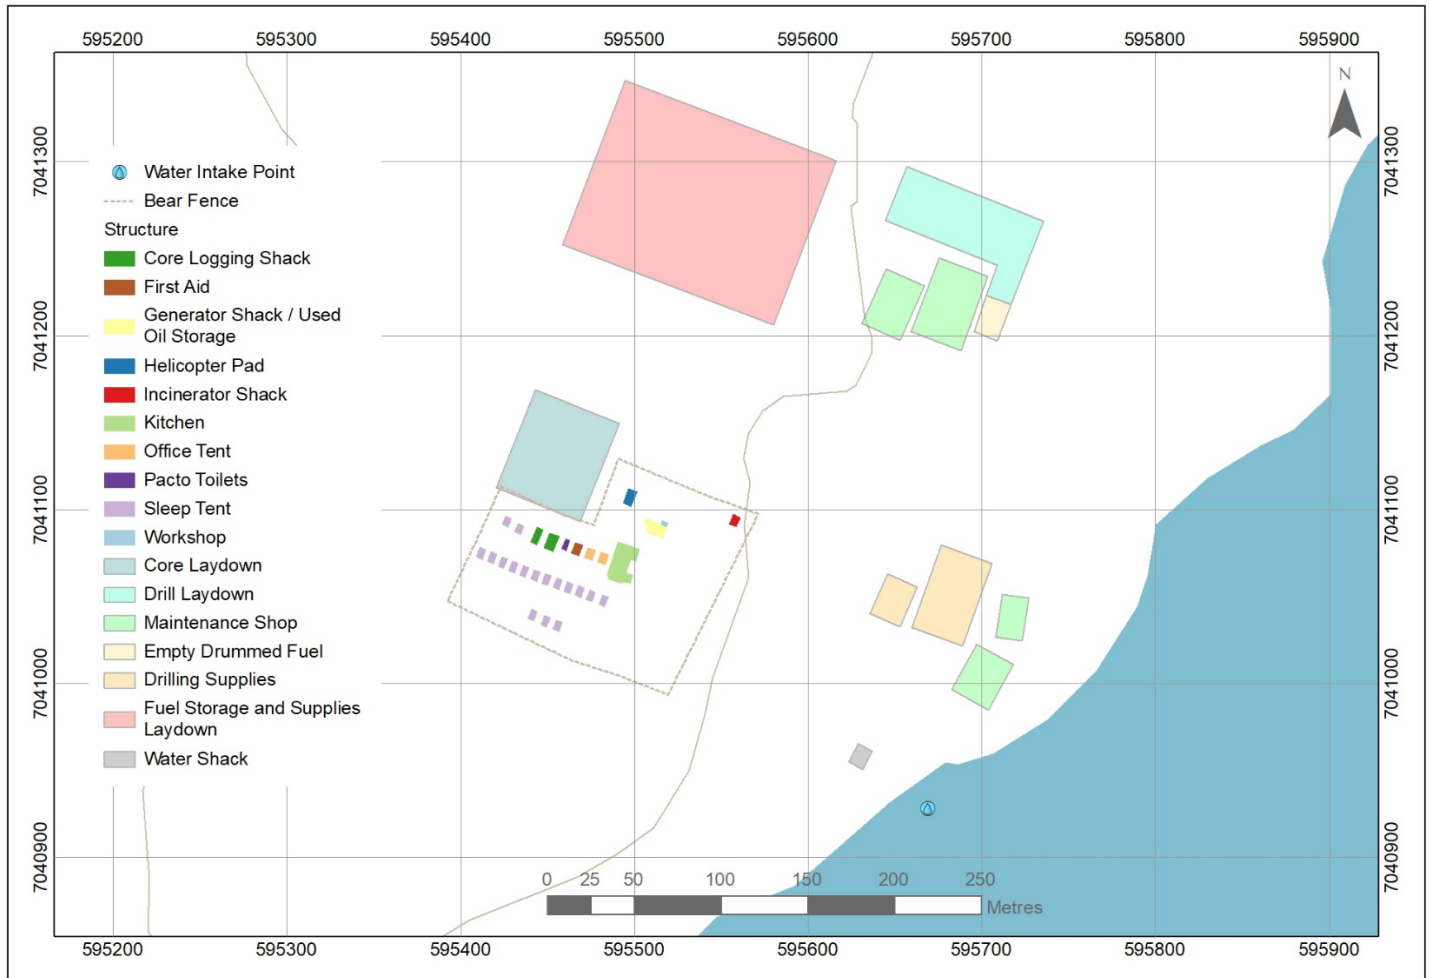 595200 595300 595400 595500 595600 595700 595800 595900
N
7041300
7041200
7041100
7041000
7040900
Water Intake Point
Bear Fence
Structure
Core Logging Shack
First Aid
Generator Shack / Used
Oil Storage
Helicopter Pad
Incinerator Shack
Kitchen
Office Tent
Pacto Toilets
Sleep Tent
Workshop
Core Laydown
Drill Laydown
Maintenance Shop
Empty Drummed Fuel
Drilling Supplies
Fuel Storage and Supplies
Laydown
Water Shack
7041300
7041200
7041100
7041000
7040900
0 25 50 100 150 200 250
Metres
595200 595300 595400 595500 595600 595700 595800 595900